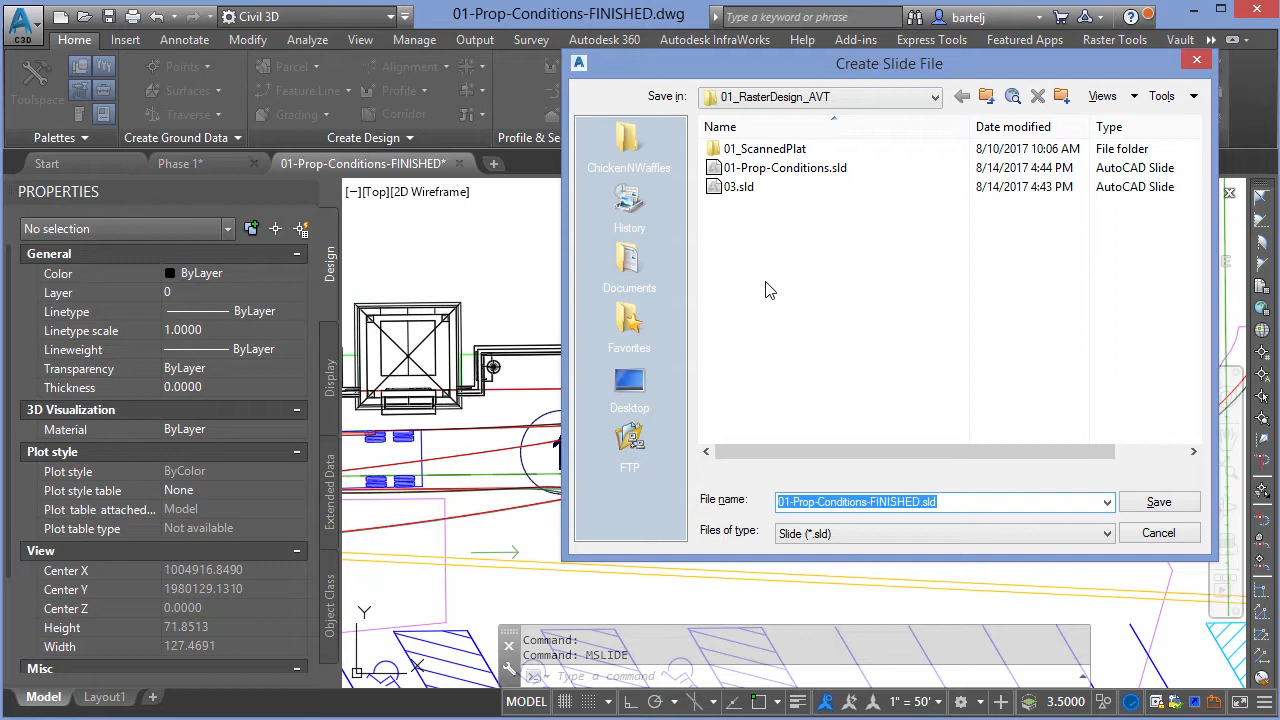 C3D
Civil 3D
01-Prop-Conditions-FINISHED.dwg
Type a keyword or phrase
bartelj
Home Insert Annotate Modify Analyze View Manage Output Survey Autodesk 360 Autodesk InfraWorks Help Add-ins Express Tools Featured Apps Raster Tools Vault
Toolspace
Points
Surfaces
Traverse
Parcel
Feature Line
Grading
Alignment
Profile
Corridor
Palettes
Create Ground Data
Create Design
Profile & Se
Start
Phase 1*
01-Prop-Conditions-FINISHED*
PROPERTIES
[−][Top][2D Wireframe]
No selection
General
Color ByLayer
Layer 0
Linetype ByLayer
Linetype scale 1.0000
Lineweight ByLayer
Transparency ByLayer
Thickness 0.0000
3D Visualization
Material ByLayer
Plot style
Plot style ByColor
Plot style table None
Plot table attached... Model
Plot table type Not available
View
Center X 1004916.8490
Center Y 1980129.1310
Center Z 0.0000
Height 71.8513
Width 127.4691
Misc
Design
Display
Extended Data
Object Class
Create Slide File
Save in: 01_RasterDesign_AVT
Views
Tools
Name Date modified Type
01_ScannedPlat 8/10/2017 10:06 AM File folder
01-Prop-Conditions.sld 8/14/2017 4:44 PM AutoCAD Slide
03.sld 8/14/2017 4:43 PM AutoCAD Slide
ChickenNWaffles
History
Documents
Favorites
Desktop
FTP
File name: 01-Prop-Conditions-FINISHED.sld
Save
Files of type: Slide (*.sld)
Cancel
Y
X
Command:
Command: MSLIDE
Type a command
Model
Layout1
MODEL
1" = 50'
3.5000